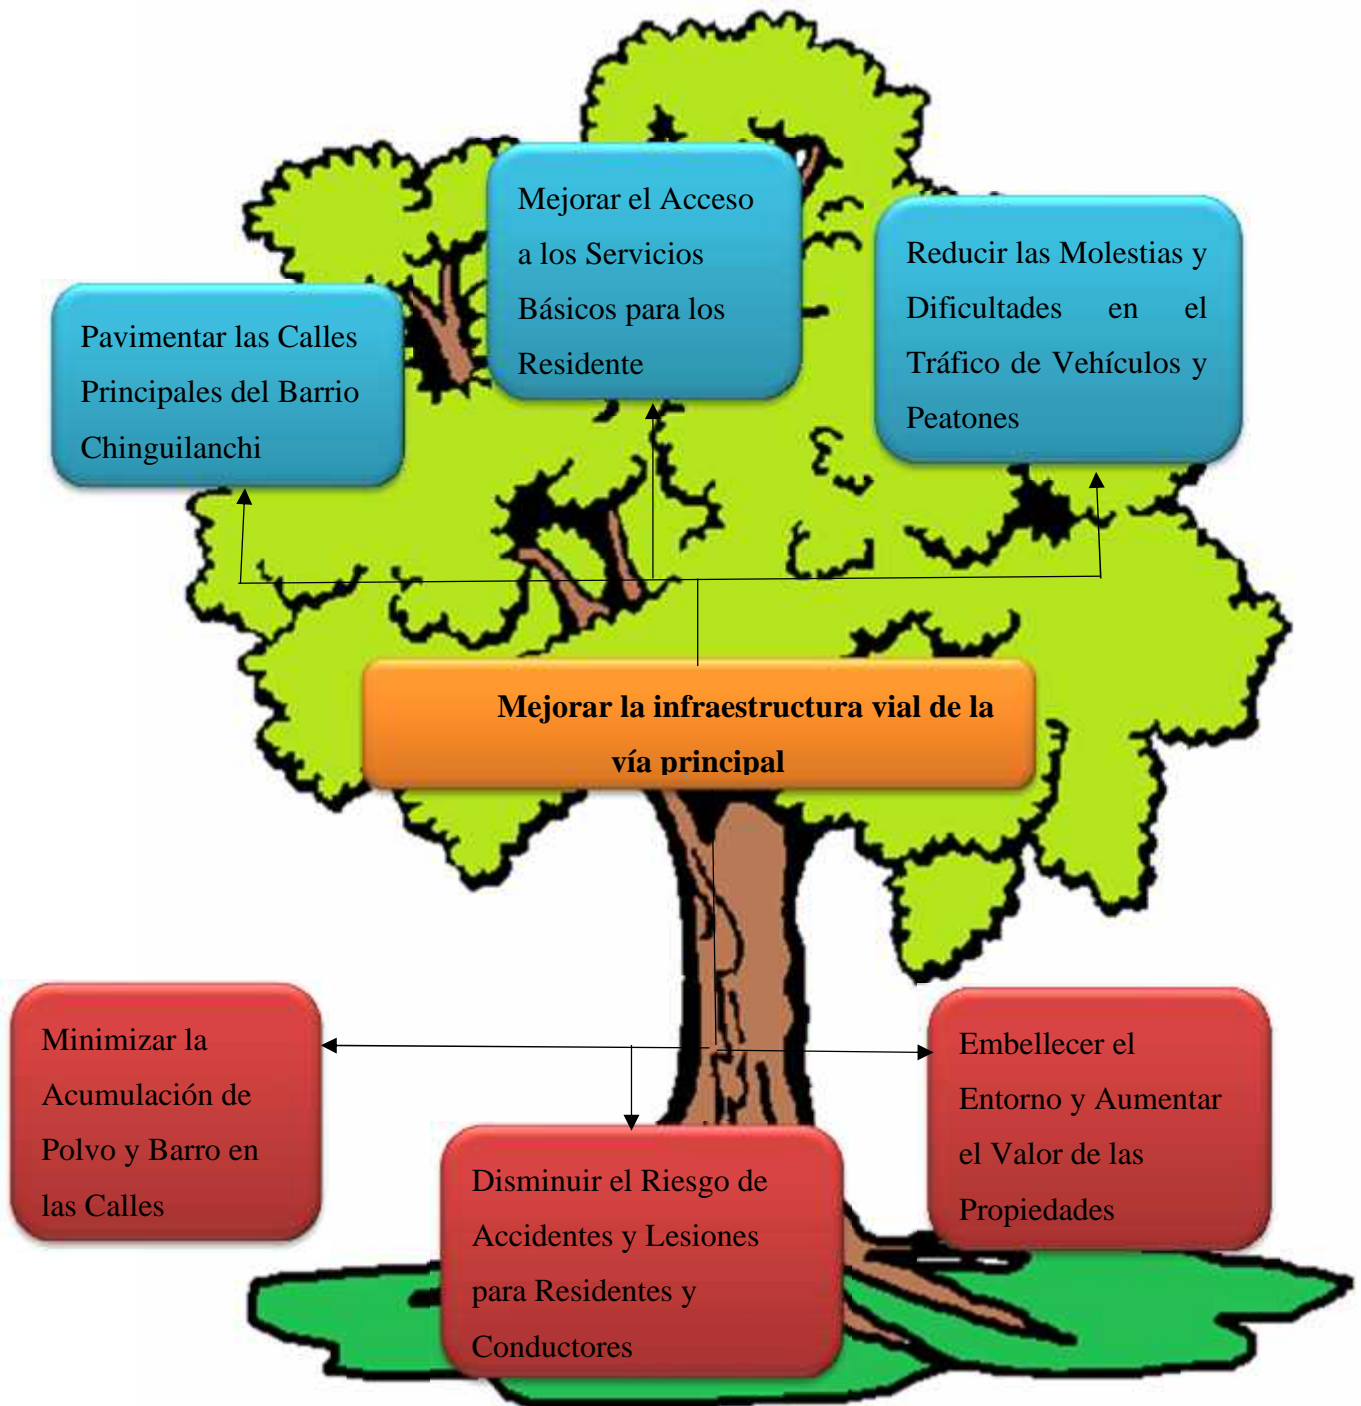 Mejorar el Acceso
a los Servicios
Básicos para los
Residente
Reducir las Molestias y
Dificultades en el
Tráfico de Vehículos y
Peatones
Pavimentar las Calles
Principales del Barrio
Chinguilanchi
Mejorar la infraestructura vial de la
vía principal
Minimizar la
Acumulación de
Polvo y Barro en
las Calles
Disminuir el Riesgo de
Accidentes y Lesiones
para Residentes y
Conductores
Embellecer el
Entorno y Aumentar
el Valor de las
Propiedades